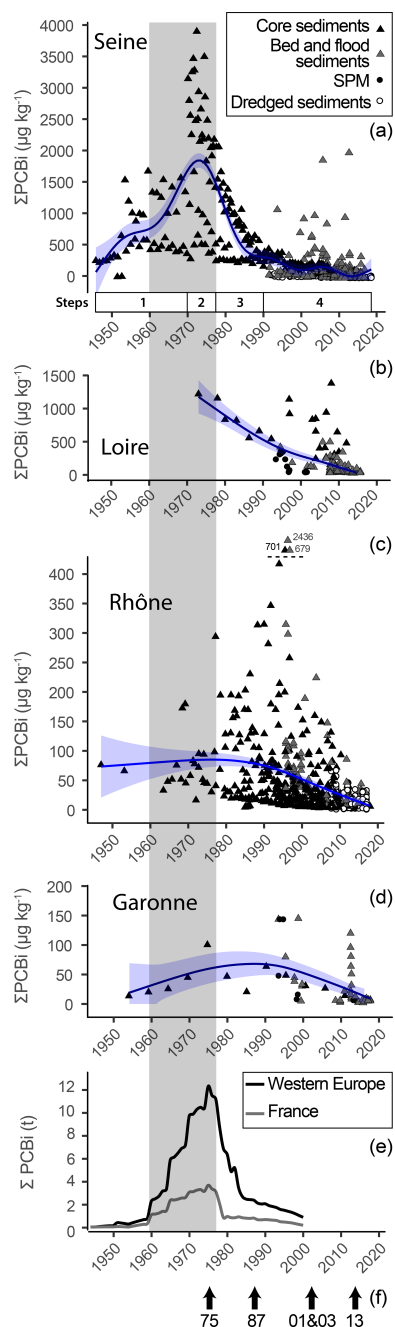 Seine
Core sediments
Bed and flood
sediments
SPM
Dredged sediments
(a)
ΣPCBi (µg kg⁻¹)
4000
3500
3000
2500
2000
1500
1000
500
0
Steps 1 2 3 4
1950 1960 1970 1980 1990 2000 2010 2020
(b)
Loire
ΣPCBi (µg kg⁻¹)
1500
1000
500
0
1950 1960 1970 1980 1990 2000 2010 2020
(c)
2436
701 679
Rhône
ΣPCBi (µg kg⁻¹)
400
350
300
250
200
150
100
50
0
1950 1960 1970 1980 1990 2000 2010 2020
(d)
Garonne
ΣPCBi (µg kg⁻¹)
200
150
100
50
0
1950 1960 1970 1980 1990 2000 2010 2020
Western Europe
France
(e)
Σ PCBi (t)
12
10
8
6
4
2
0
1950 1960 1970 1980 1990 2000 2010 2020
(f)
75 87 01&03 13